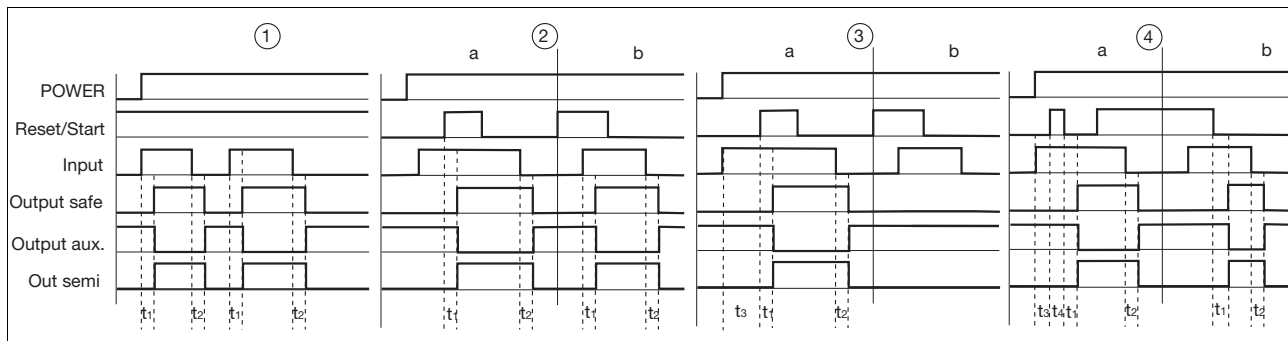 1 2 3 4
a b a b a b
POWER
Reset/Start
Input
Output safe
Output aux.
Out semi
t1 t2 t1 t2 t1 t2 t1 t2 t3 t1 t2 t3 t4 t1 t2 t1 t2